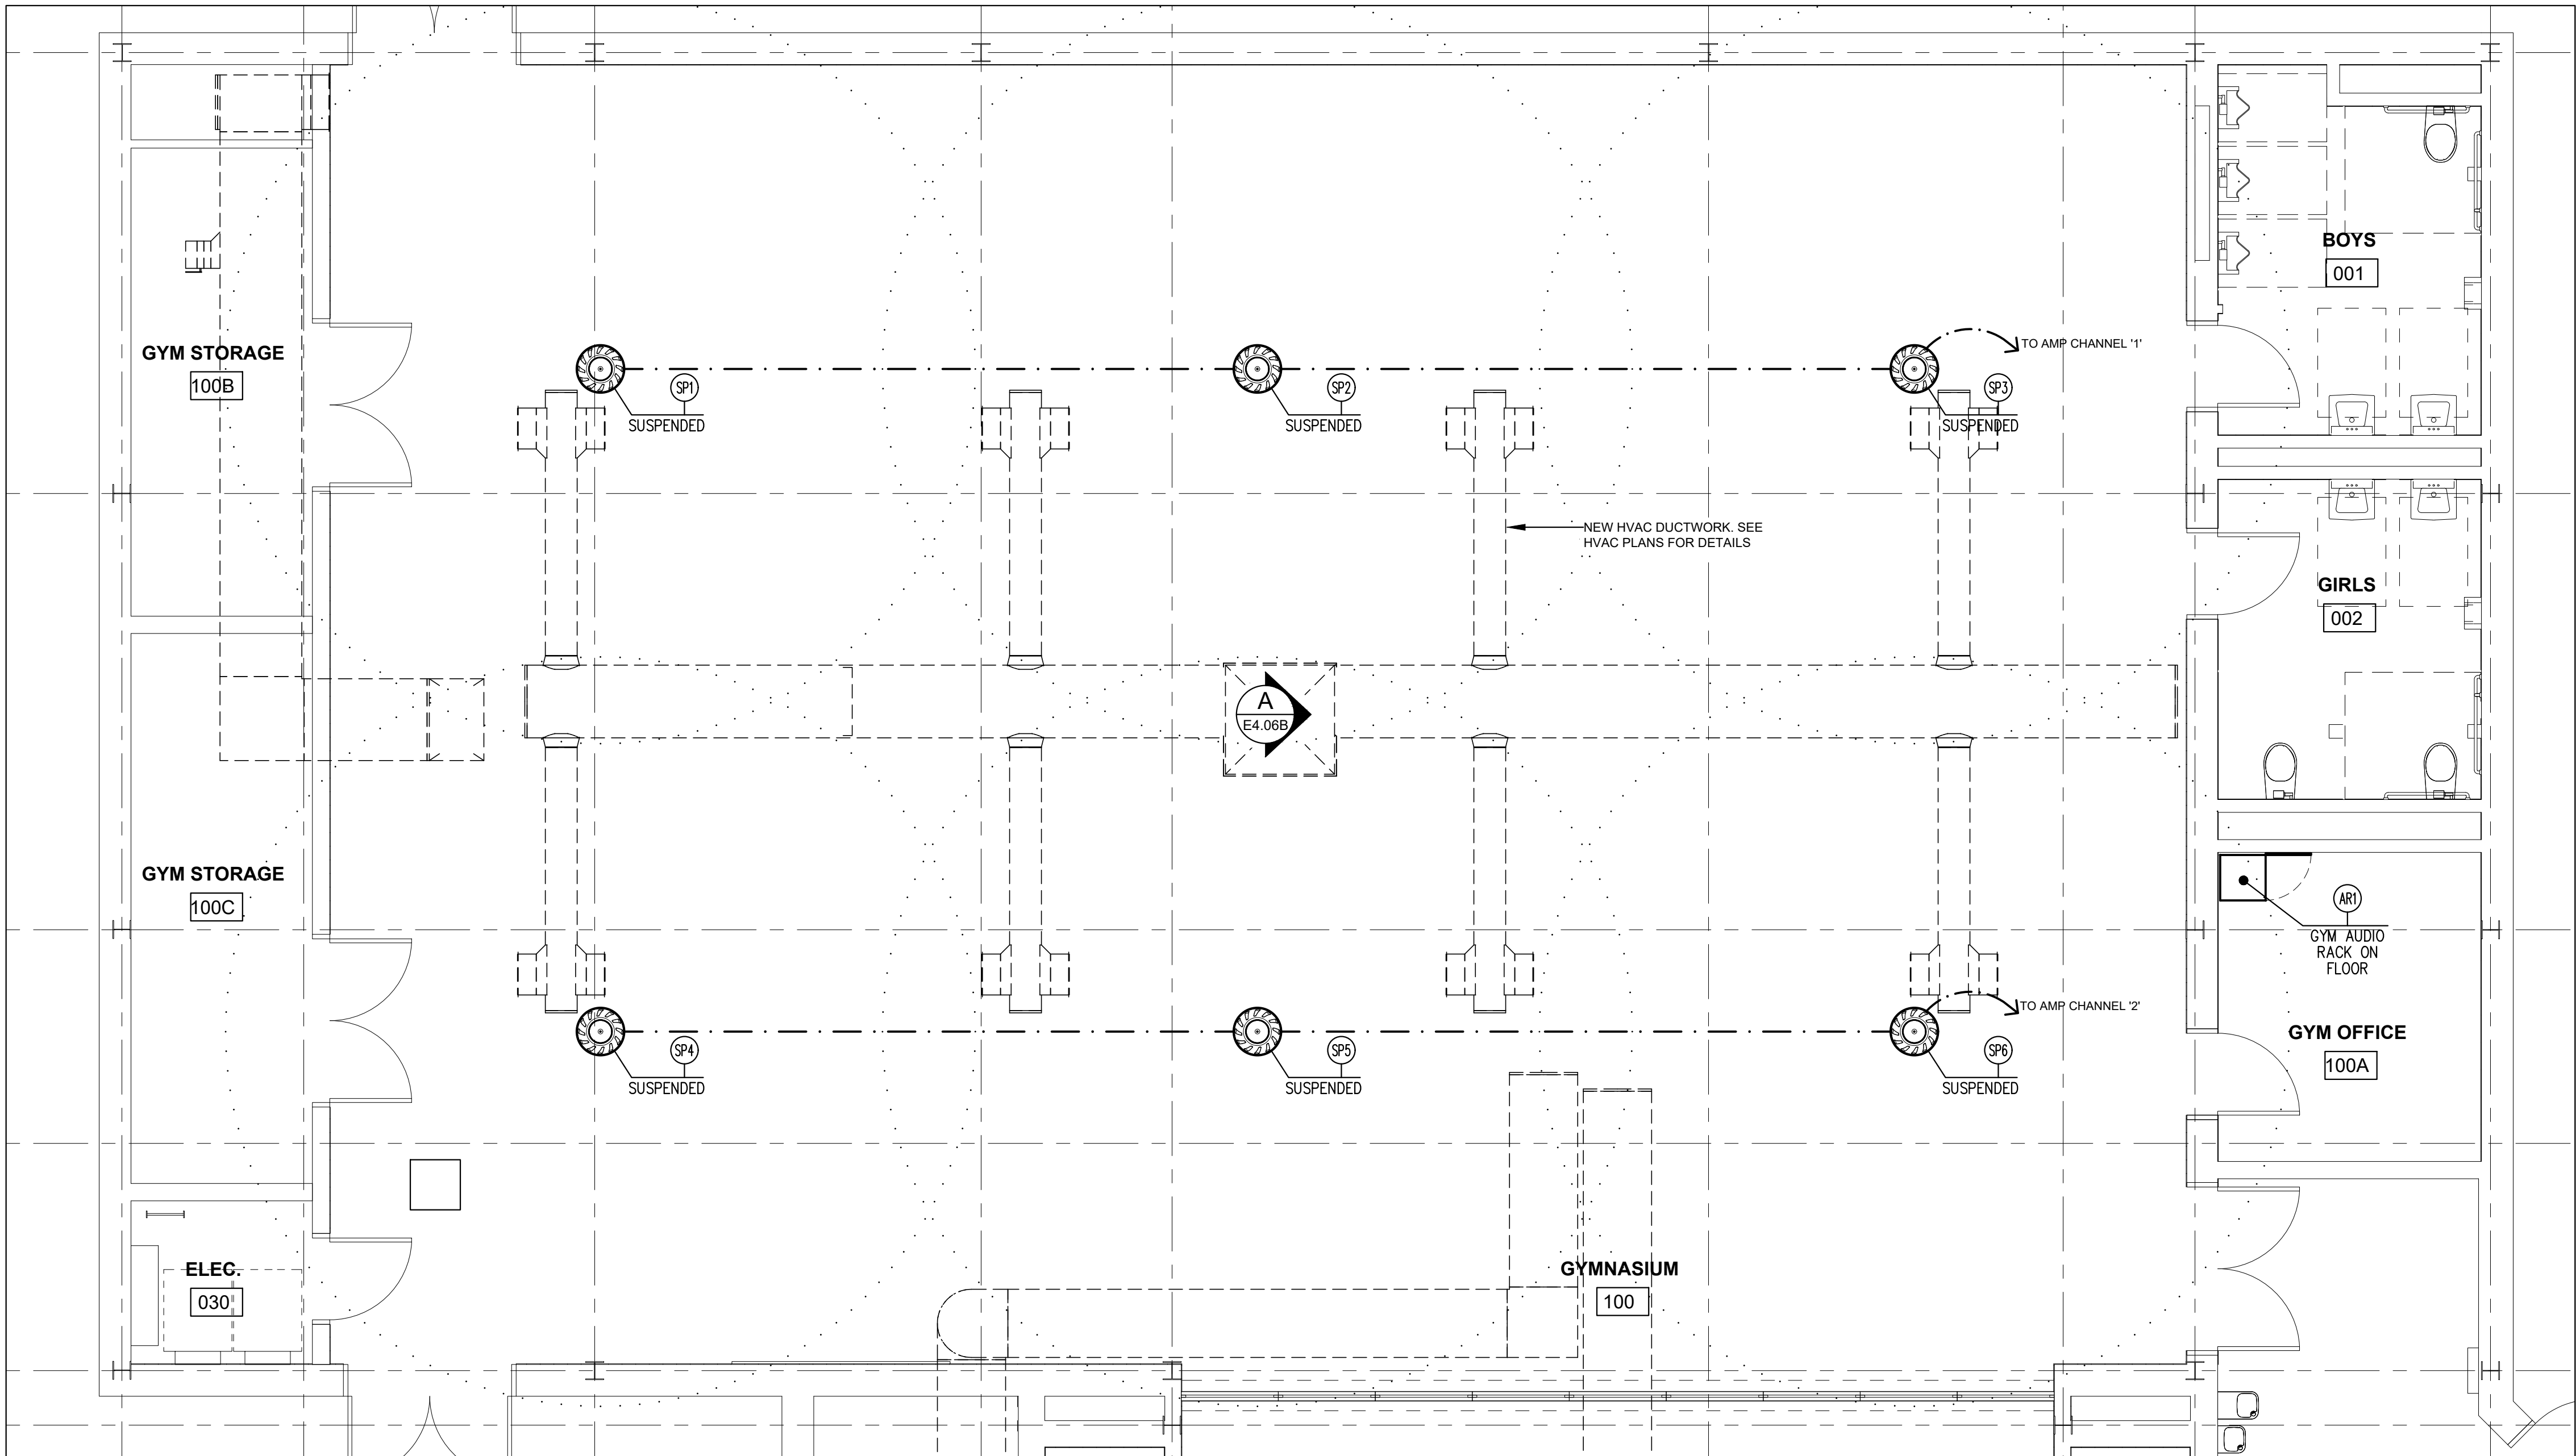 BOYS
001
TO AMP CHANNEL '1'
GYM STORAGE
100B
SP1
SUSPENDED
SP2
SUSPENDED
SP3
SUSPENDED
NEW HVAC DUCTWORK. SEE
HVAC PLANS FOR DETAILS
GIRLS
002
A
E4.06B
GYM STORAGE
100C
AR1
GYM AUDIO
RACK ON
FLOOR
TO AMP CHANNEL '2'
GYM OFFICE
100A
SP4
SUSPENDED
SP5
SUSPENDED
SP6
SUSPENDED
ELEC.
030
GYMNASIUM
100